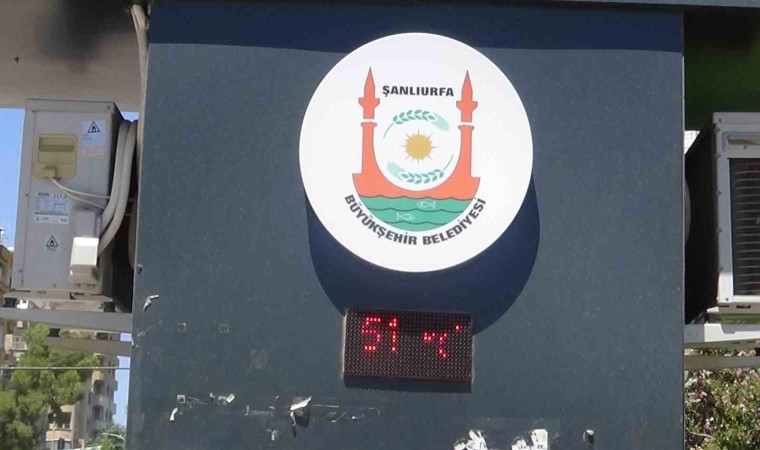 ŞANLIURFA
BÜYÜKŞEHİR BELEDİYESİ
51 °C